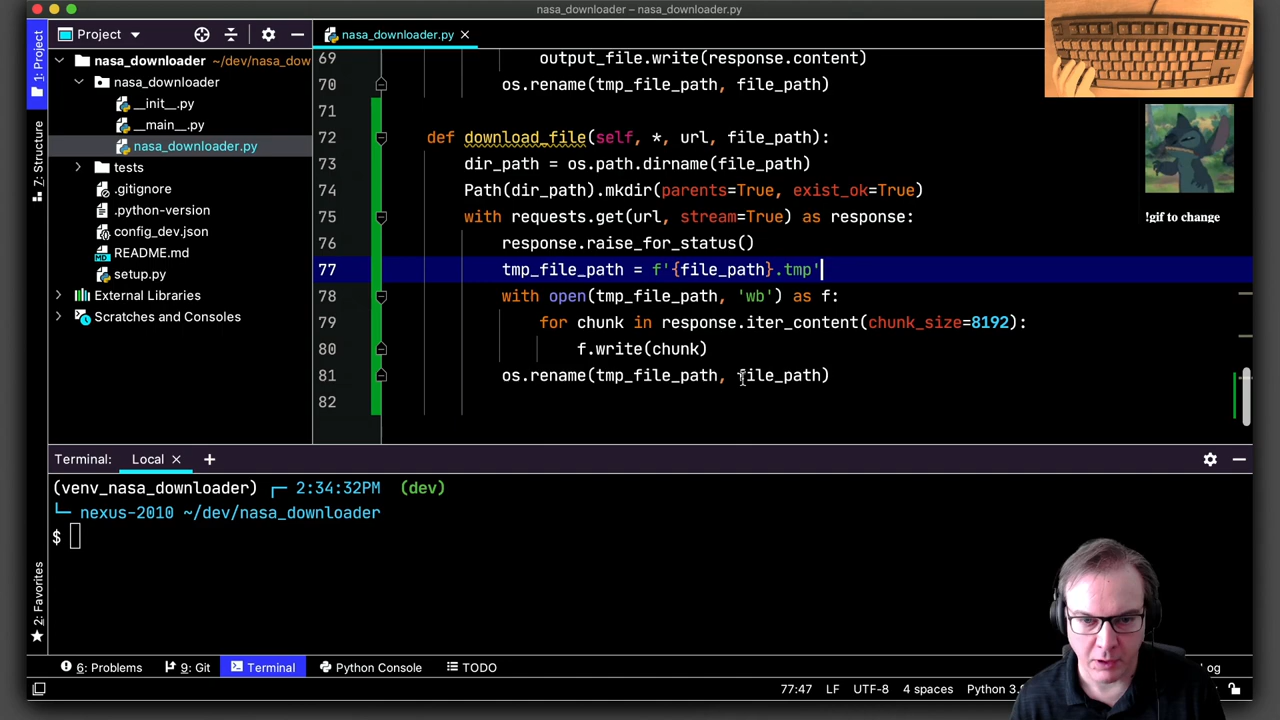 nasa_downloader – nasa_downloader.py
1: Project
Project
nasa_downloader.py
nasa_downloader ~/dev/nasa_dow
nasa_downloader
__init__.py
__main__.py
nasa_downloader.py
tests
.gitignore
.python-version
config_dev.json
README.md
setup.py
External Libraries
Scratches and Consoles
7: Structure
2: Favorites
69 output_file.write(response.content)
70 os.rename(tmp_file_path, file_path)
71
72 def download_file(self, *, url, file_path):
73 dir_path = os.path.dirname(file_path)
74 Path(dir_path).mkdir(parents=True, exist_ok=True)
75 with requests.get(url, stream=True) as response:
76 response.raise_for_status()
77 tmp_file_path = f'{file_path}.tmp'
78 with open(tmp_file_path, 'wb') as f:
79 for chunk in response.iter_content(chunk_size=8192):
80 f.write(chunk)
81 os.rename(tmp_file_path, file_path)
82
!gif to change
Terminal: Local
(venv_nasa_downloader) ┌─ 2:34:32PM (dev)
└─ nexus-2010 ~/dev/nasa_downloader
$
6: Problems 9: Git Terminal Python Console TODO og
77:47 LF UTF-8 4 spaces Python 3.